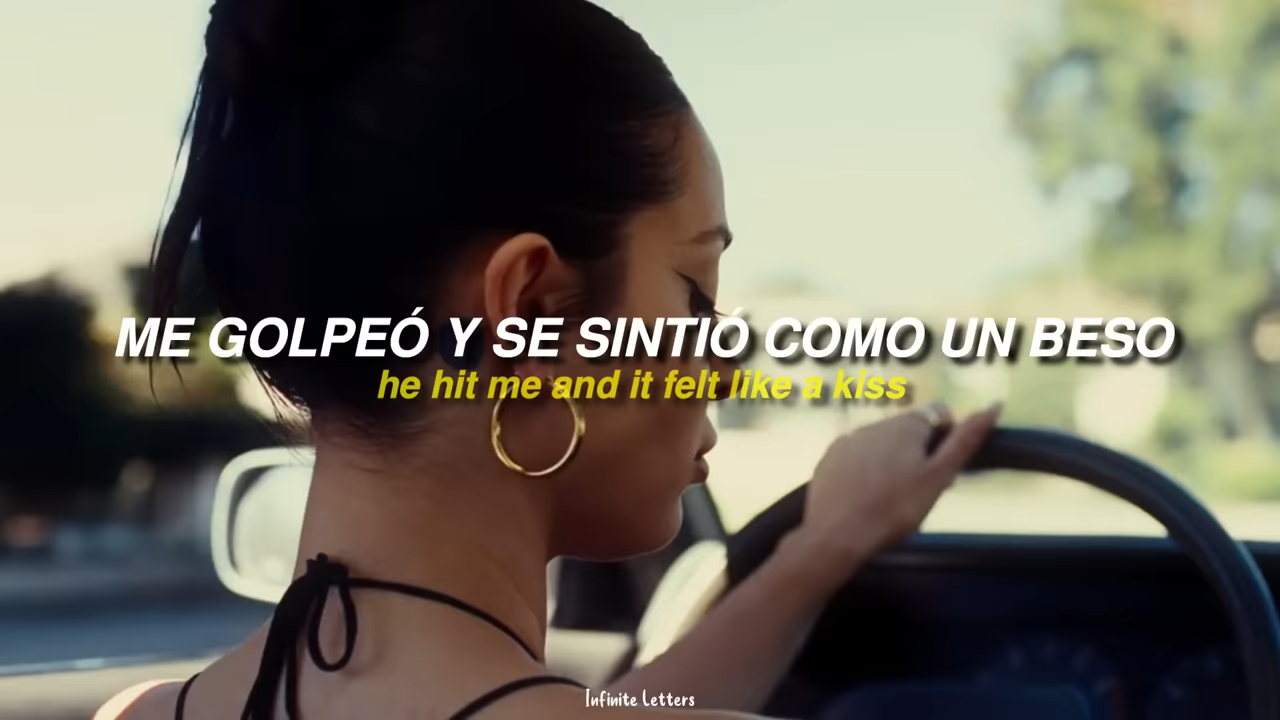 ME GOLPEÓ Y SE SINTIÓ COMO UN BESO
he hit me and it felt like a kiss
Infinite Letters